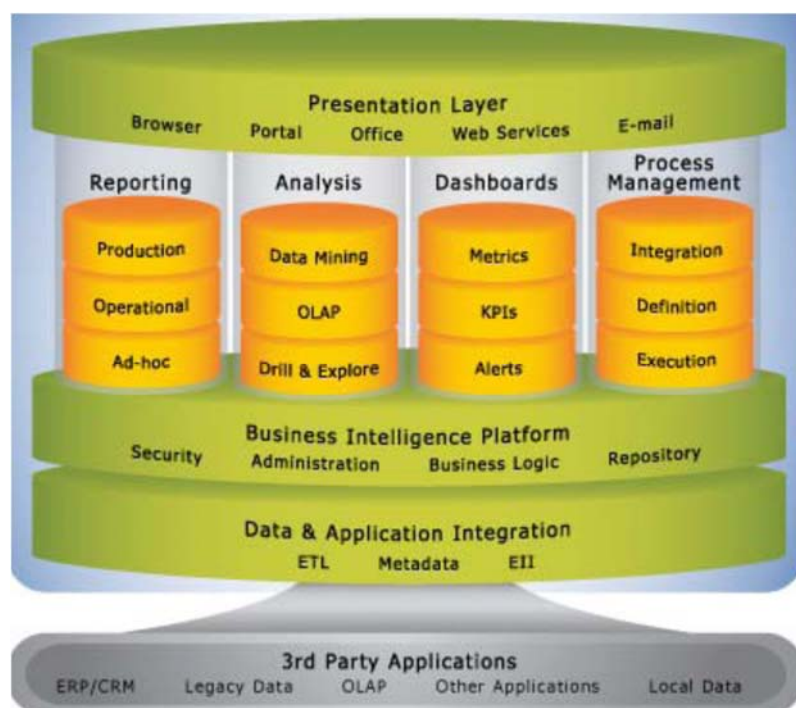 Presentation Layer
Browser Portal Office Web Services E-mail
Reporting Analysis Dashboards Process Management
Production Data Mining Metrics Integration
Operational OLAP KPIs Definition
Ad-hoc Drill & Explore Alerts Execution
Business Intelligence Platform
Security Administration Business Logic Repository
Data & Application Integration
ETL Metadata EII
3rd Party Applications
ERP/CRM Legacy Data OLAP Other Applications Local Data